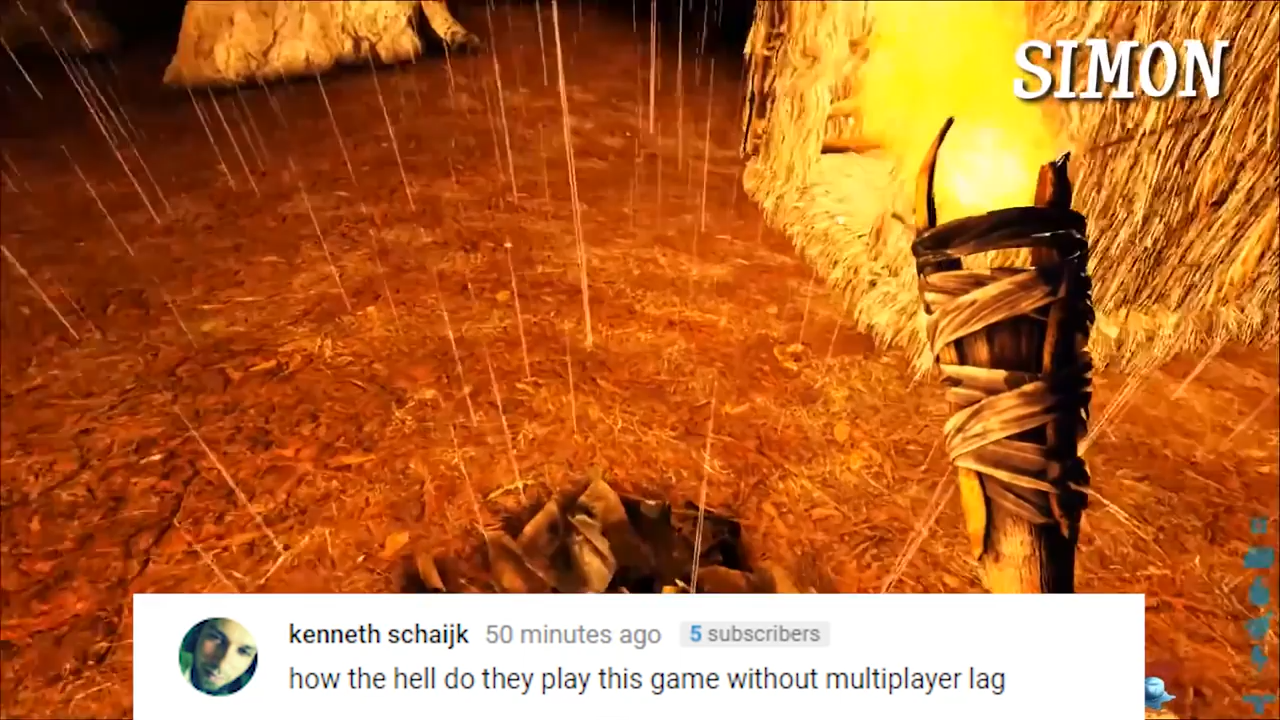 SIMON
kenneth schaijk 50 minutes ago 5 subscribers
how the hell do they play this game without multiplayer lag